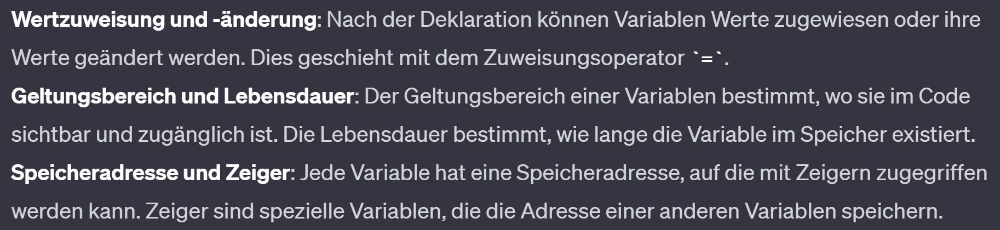 Wertzuweisung und -änderung: Nach der Deklaration können Variablen Werte zugewiesen oder ihre
Werte geändert werden. Dies geschieht mit dem Zuweisungsoperator `=`.
Geltungsbereich und Lebensdauer: Der Geltungsbereich einer Variablen bestimmt, wo sie im Code
sichtbar und zugänglich ist. Die Lebensdauer bestimmt, wie lange die Variable im Speicher existiert.
Speicheradresse und Zeiger: Jede Variable hat eine Speicheradresse, auf die mit Zeigern zugegriffen
werden kann. Zeiger sind spezielle Variablen, die die Adresse einer anderen Variablen speichern.